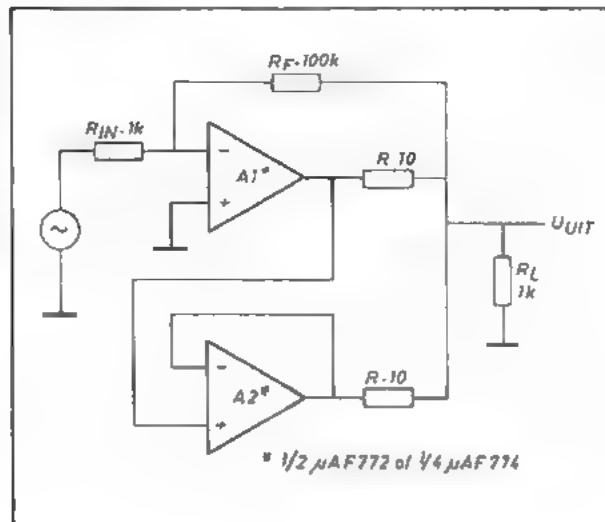 RF-100k
RIN-1k
-
A1*
+
R-10
UUIT
RL
1k
-
A2*
+
R-10
* 1/2 µAF772 of 1/4 µAF774